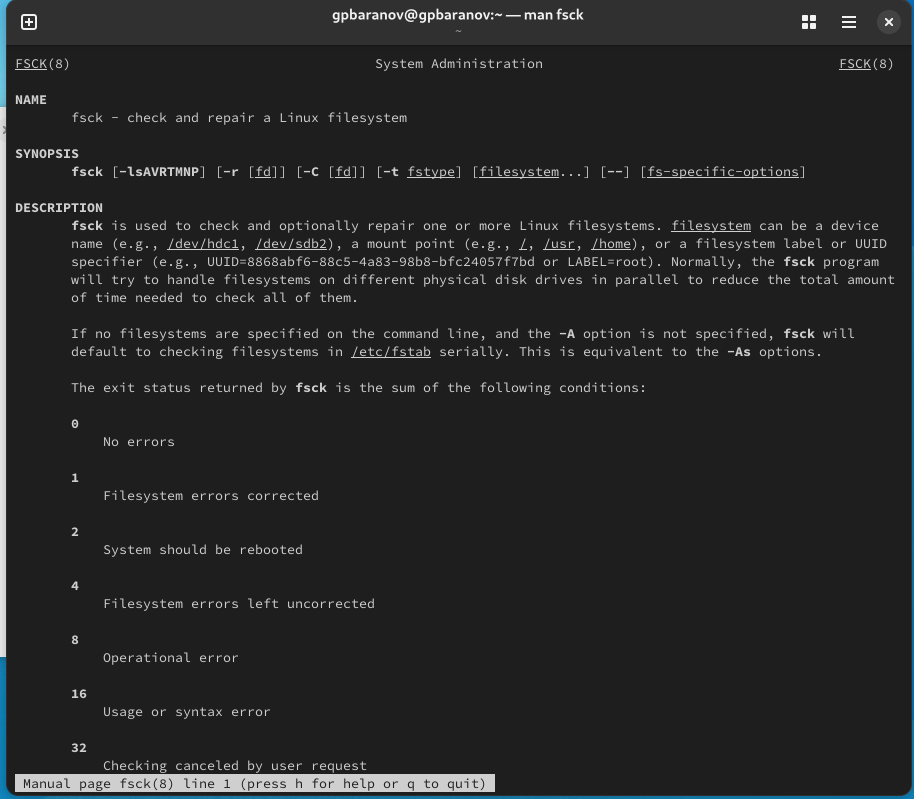 gpbaranov@gpbaranov:~ — man fsck
~
FSCK(8) System Administration FSCK(8)
NAME
fsck - check and repair a Linux filesystem
SYNOPSIS
fsck [-lsAVRTMNP] [-r [fd]] [-C [fd]] [-t fstype] [filesystem...] [--] [fs-specific-options]
DESCRIPTION
fsck is used to check and optionally repair one or more Linux filesystems. filesystem can be a device
name (e.g., /dev/hdc1, /dev/sdb2), a mount point (e.g., /, /usr, /home), or a filesystem label or UUID
specifier (e.g., UUID=8868abf6-88c5-4a83-98b8-bfc24057f7bd or LABEL=root). Normally, the fsck program
will try to handle filesystems on different physical disk drives in parallel to reduce the total amount
of time needed to check all of them.
If no filesystems are specified on the command line, and the -A option is not specified, fsck will
default to checking filesystems in /etc/fstab serially. This is equivalent to the -As options.
The exit status returned by fsck is the sum of the following conditions:
0
No errors
1
Filesystem errors corrected
2
System should be rebooted
4
Filesystem errors left uncorrected
8
Operational error
16
Usage or syntax error
32
Checking canceled by user request
Manual page fsck(8) line 1 (press h for help or q to quit)